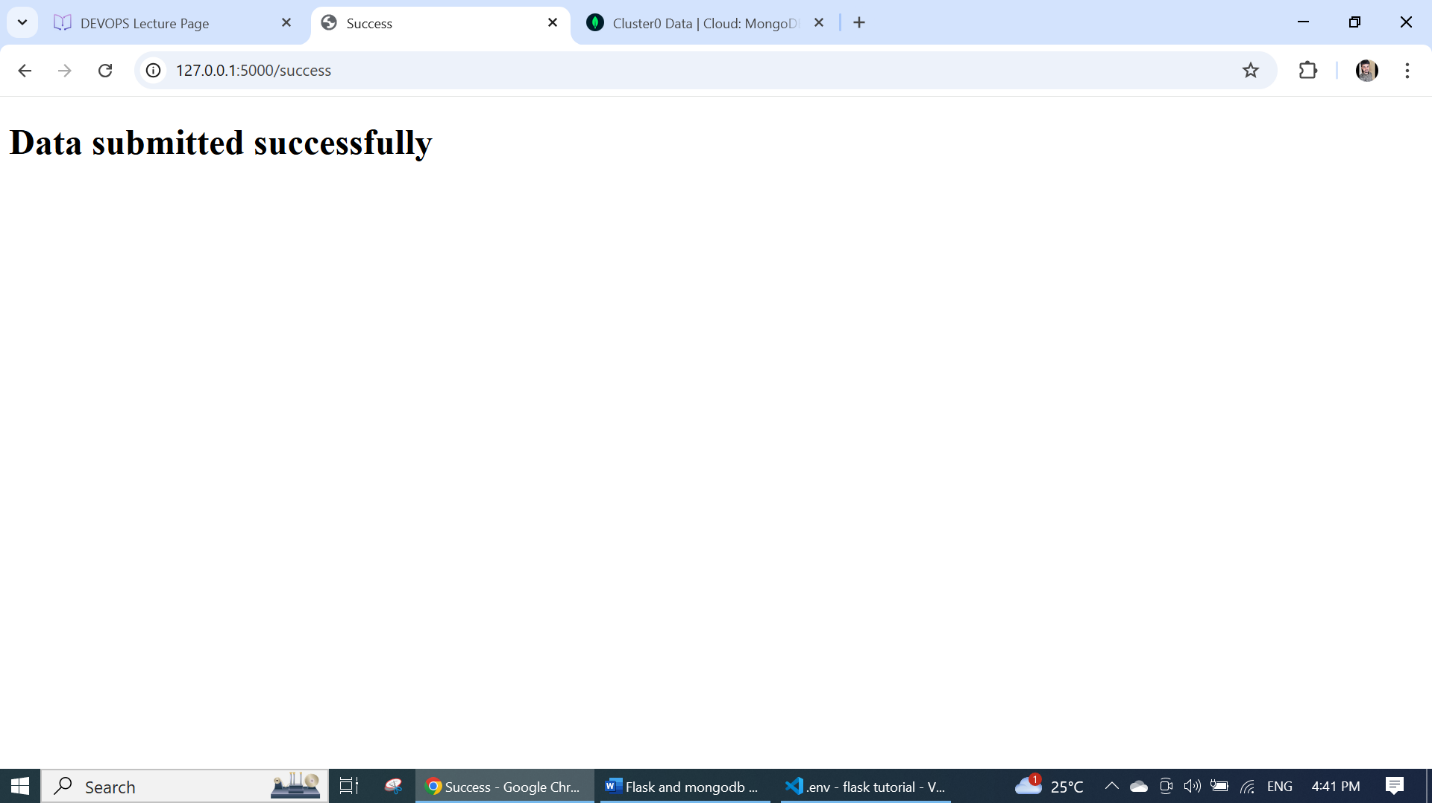 DEVOPS Lecture Page
Success
Cluster0 Data | Cloud: MongoD
127.0.0.1:5000/success
Data submitted successfully
Search
Success - Google Chr...
Flask and mongodb ...
.env - flask tutorial - V...
1
25°C
ENG
4:41 PM